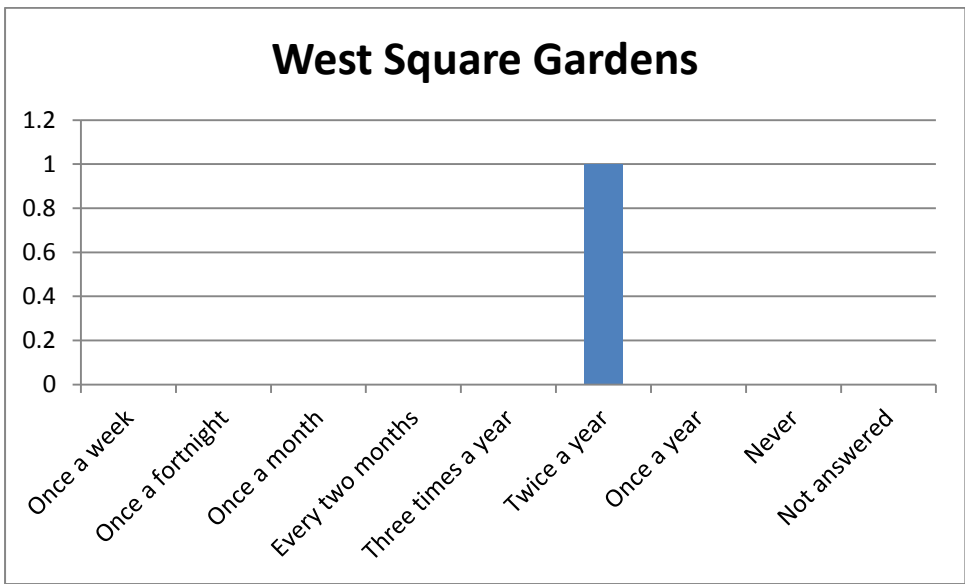 West Square Gardens
1.2
1
0.8
0.6
0.4
0.2
0
Once a week
Once a fortnight
Once a month
Every two months
Three times a year
Twice a year
Once a year
Never
Not answered